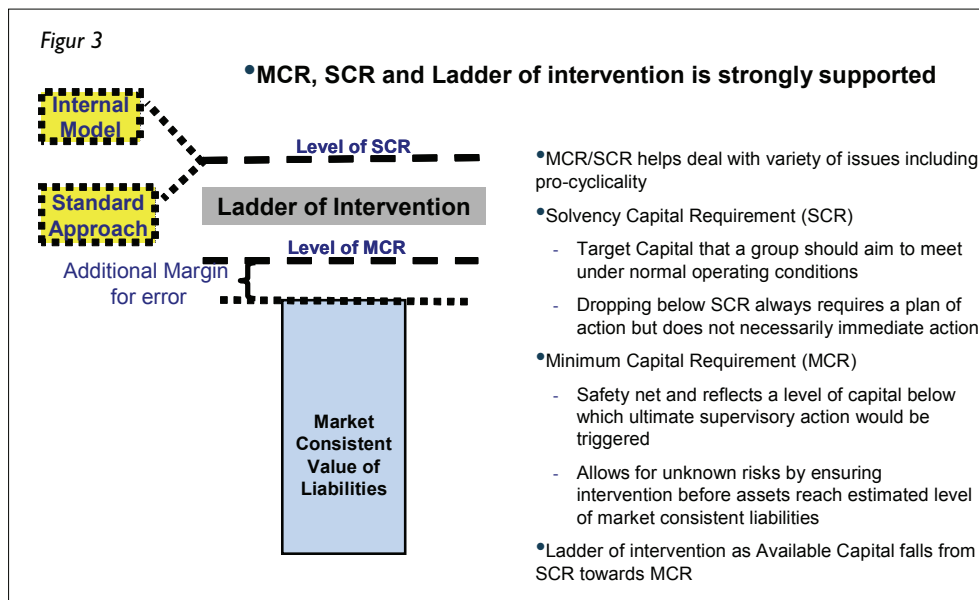 Figur 3
•MCR, SCR and Ladder of intervention is strongly supported
Internal
Model
Level of SCR
Standard
Approach
Ladder of Intervention
Level of MCR
Additional Margin
for error
Market
Consistent
Value of
Liabilities
•MCR/SCR helps deal with variety of issues including
pro-cyclicality
•Solvency Capital Requirement (SCR)
- Target Capital that a group should aim to meet
under normal operating conditions
- Dropping below SCR always requires a plan of
action but does not necessarily immediate action
•Minimum Capital Requirement (MCR)
- Safety net and reflects a level of capital below
which ultimate supervisory action would be
triggered
- Allows for unknown risks by ensuring
intervention before assets reach estimated level
of market consistent liabilities
•Ladder of intervention as Available Capital falls from
SCR towards MCR